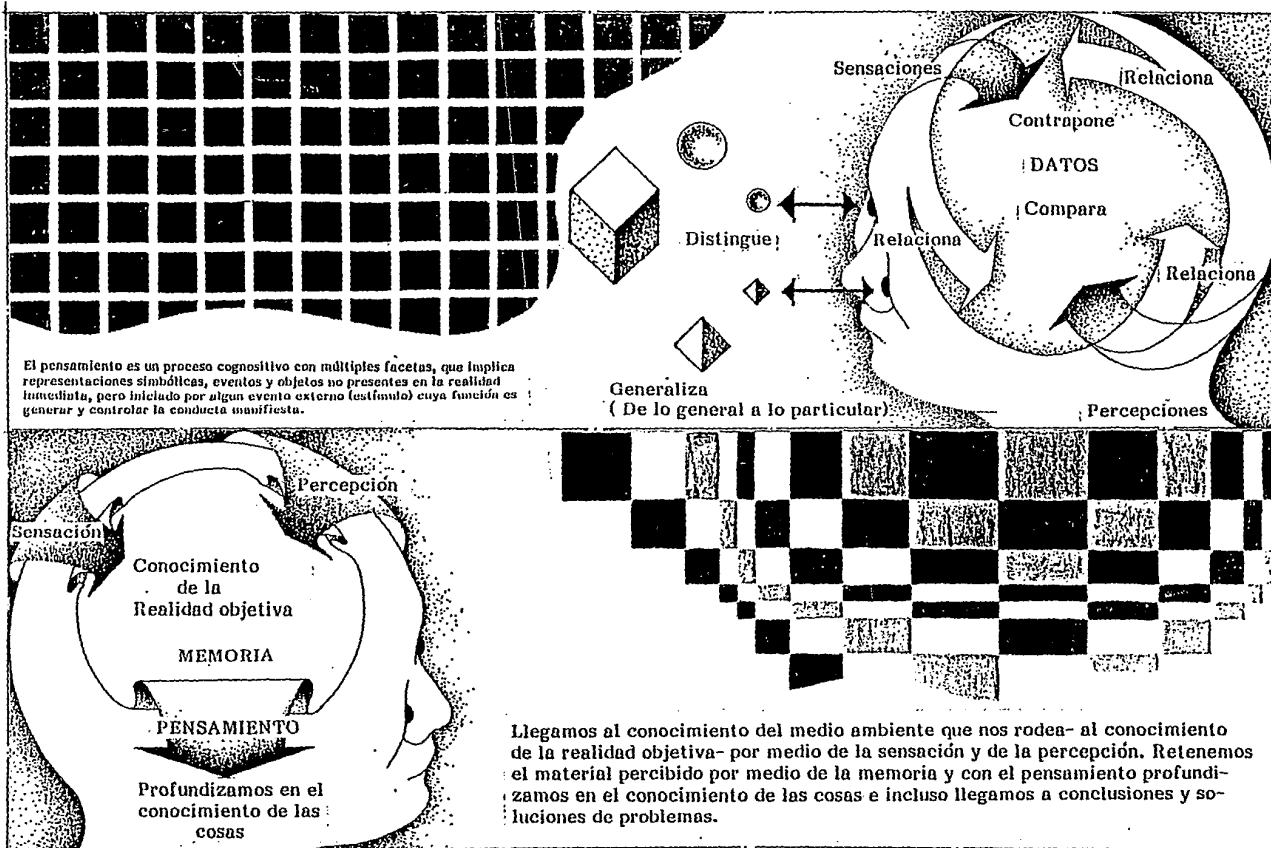 Sensaciones
Relaciona
Contrapone
DATOS
Compara
Distingue
Relaciona
Relaciona
El pensamiento es un proceso cognositivo con múltiples facetas, que implica
representaciones simbólicas, eventos y objetos no presentes en la realidad
inmediata, pero iniciado por algun evento externo (estímulo) cuya función es
generar y controlar la conducta manifiesta.
Generaliza
( De lo general a lo particular)
Percepciones
Percepción
Sensación
Conocimiento
de la
Realidad objetiva
MEMORIA
PENSAMIENTO
Profundizamos en el
conocimiento de las
cosas
Llegamos al conocimiento del medio ambiente que nos rodea- al conocimiento
de la realidad objetiva- por medio de la sensación y de la percepción. Retenemos
el material percibido por medio de la memoria y con el pensamiento profundi-
zamos en el conocimiento de las cosas e incluso llegamos a conclusiones y so-
luciones de problemas.